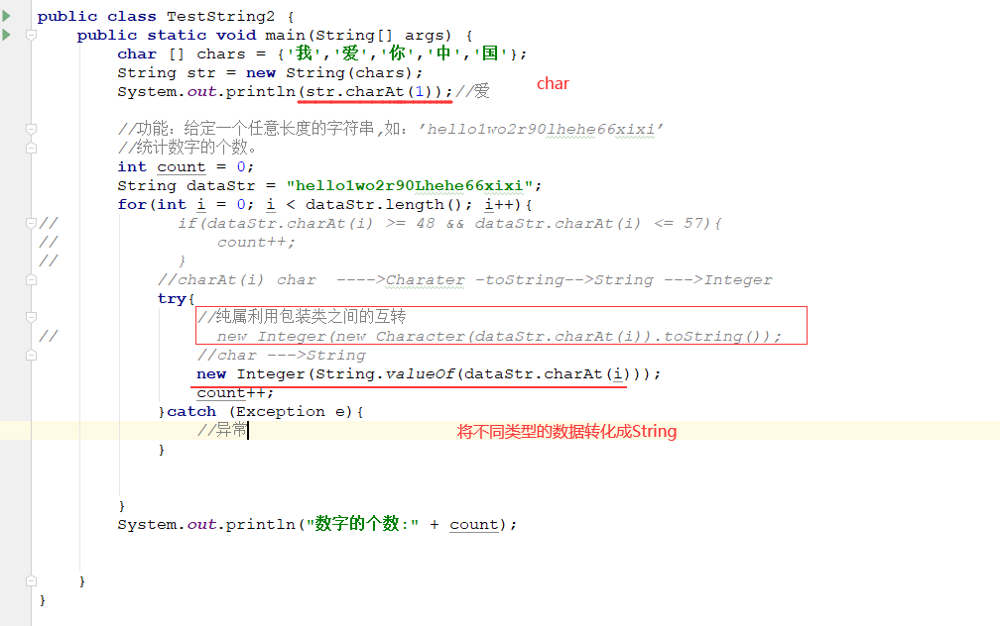 public class TestString2 {
public static void main(String[] args) {
char [] chars = {'我','爱','你','中','国'};
String str = new String(chars);
System.out.println(str.charAt(1));//爱
char
//功能：给定一个任意长度的字符串,如：’hello1wo2r90lhehe66xixi’
//统计数字的个数。
int count = 0;
String dataStr = "hello1wo2r90Lhehe66xixi";
for(int i = 0; i < dataStr.length(); i++){
// if(dataStr.charAt(i) >= 48 && dataStr.charAt(i) <= 57){
// count++;
// }
//charAt(i) char ---->Charater -toString-->String --->Integer
try{
//纯属利用包装类之间的互转
// new Integer(new Character(dataStr.charAt(i)).toString());
//char --->String
new Integer(String.valueOf(dataStr.charAt(i)));
count++;
}catch (Exception e){
//异常
将不同类型的数据转化成String
}
}
System.out.println("数字的个数:" + count);
}
}